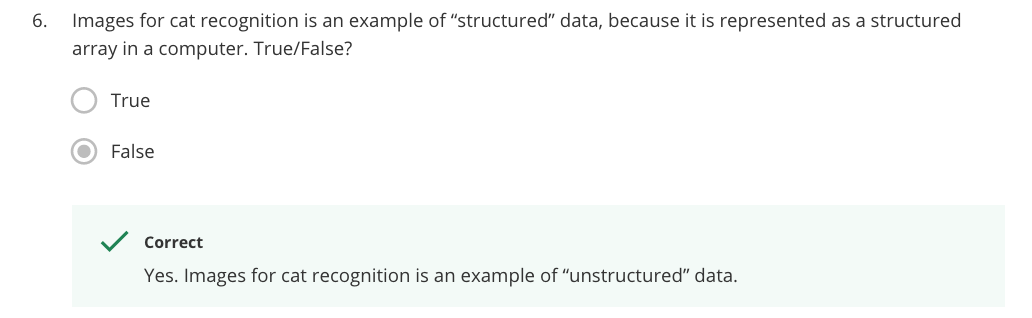 6. Images for cat recognition is an example of “structured” data, because it is represented as a structured
array in a computer. True/False?
True
False
Correct
Yes. Images for cat recognition is an example of “unstructured” data.